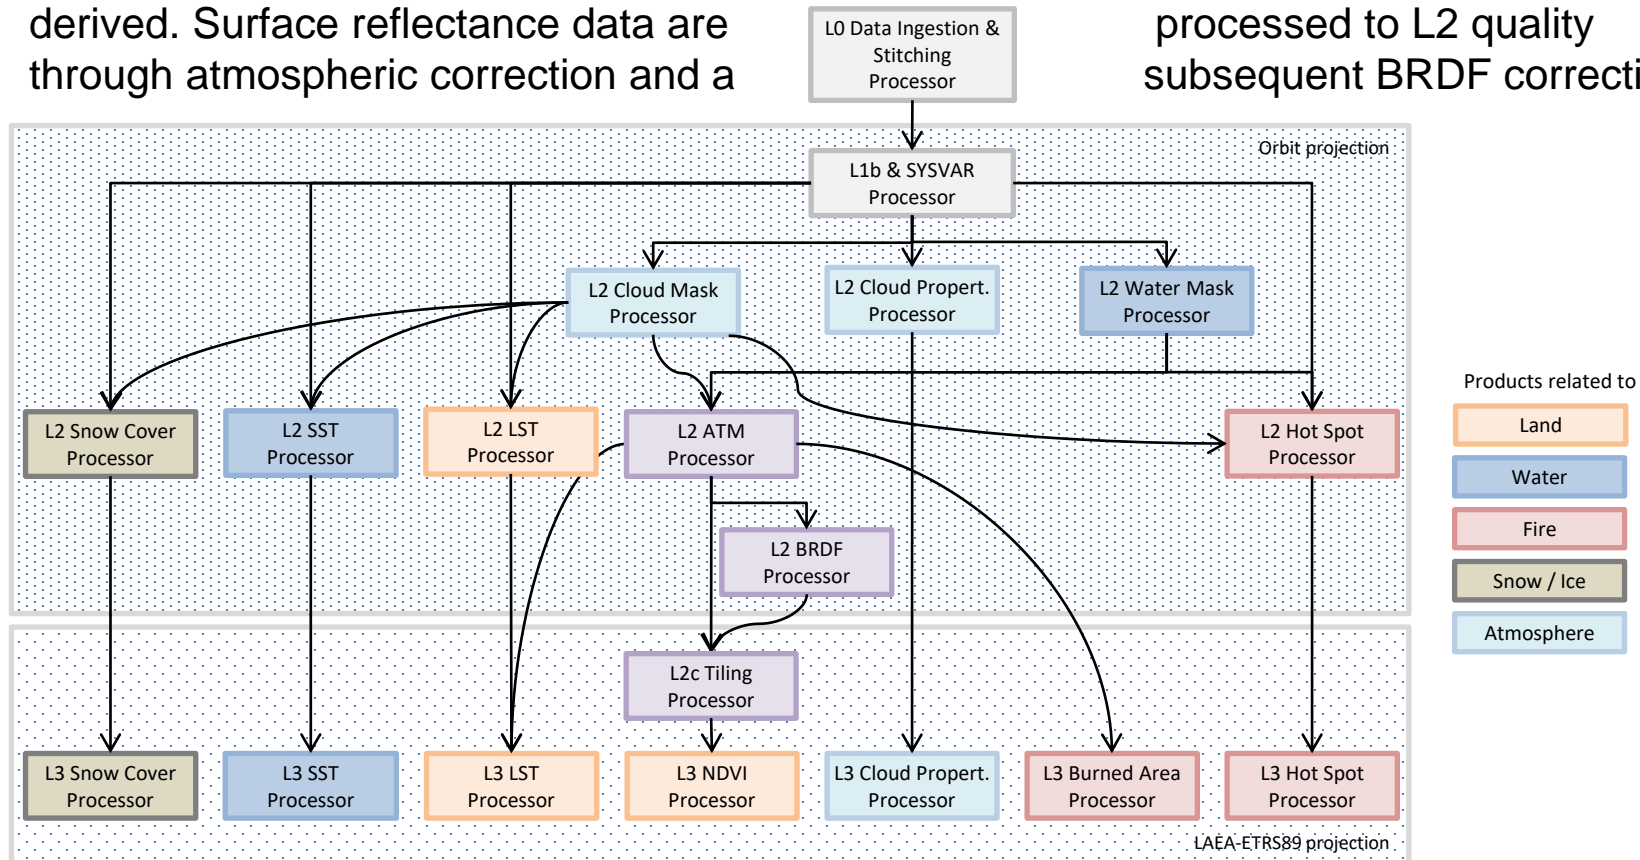 derived. Surface reflectance data are processed to L2 quality
through atmospheric correction and a subsequent BRDF correcti
L0 Data Ingestion &
Stitching
Processor
Orbit projection
L1b & SYSVAR
Processor
L2 Cloud Mask
Processor
L2 Cloud Propert.
Processor
L2 Water Mask
Processor
L2 Snow Cover
Processor
L2 SST
Processor
L2 LST
Processor
L2 ATM
Processor
L2 Hot Spot
Processor
L2 BRDF
Processor
L2c Tiling
Processor
L3 Snow Cover
Processor
L3 SST
Processor
L3 LST
Processor
L3 NDVI
Processor
L3 Cloud Propert.
Processor
L3 Burned Area
Processor
L3 Hot Spot
Processor
LAEA-ETRS89 projection
Products related to
Land
Water
Fire
Snow / Ice
Atmosphere